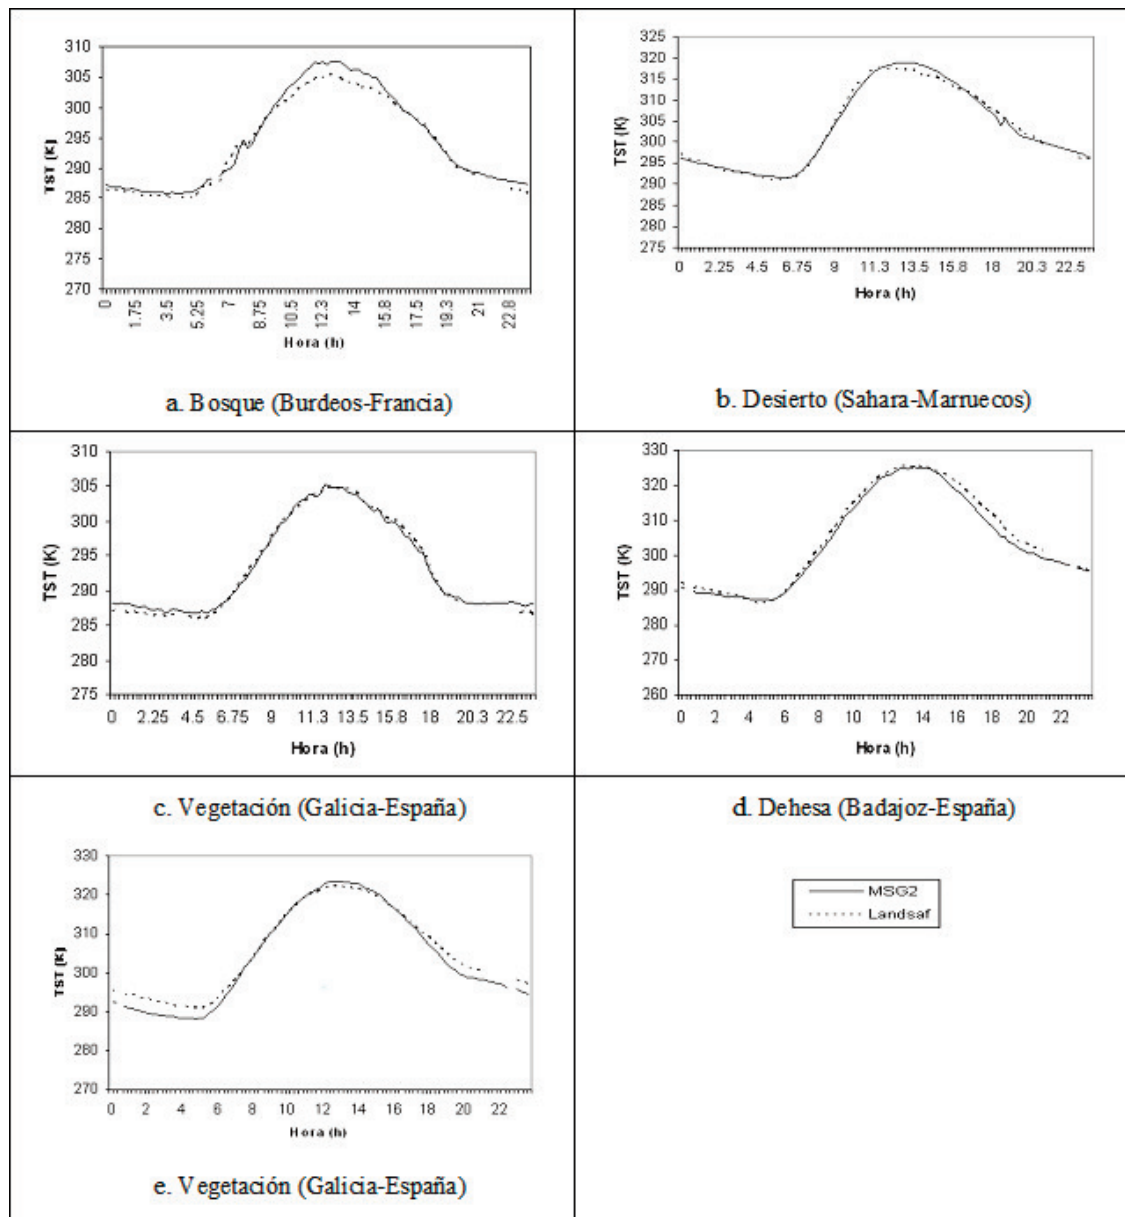 310
305
300
295
290
285
280
275
270
TST (K)
0 1.75 3.5 5.25 7 8.75 10.5 12.3 14 15.8 17.5 19.3 21 22.8
Hora (h)
a. Bosque (Burdeos-Francia)
325
320
315
310
305
300
295
290
285
280
275
TST (K)
0 2.25 4.5 6.75 9 11.3 13.5 15.8 18 20.3 22.5
Hora (h)
b. Desierto (Sahara-Marruecos)
310
305
300
295
290
285
280
275
TST (K)
0 2.25 4.5 6.75 9 11.3 13.5 15.8 18 20.3 22.5
Hora (h)
c. Vegetación (Galicia-España)
330
320
310
300
290
280
270
260
TST (K)
0 2 4 6 8 10 12 14 16 18 20 22
Hora (h)
d. Dehesa (Badajoz-España)
330
320
310
300
290
280
270
TST (K)
0 2 4 6 8 10 12 14 16 18 20 22
Hora (h)
e. Vegetación (Galicia-España)
MSG2
Landsaf